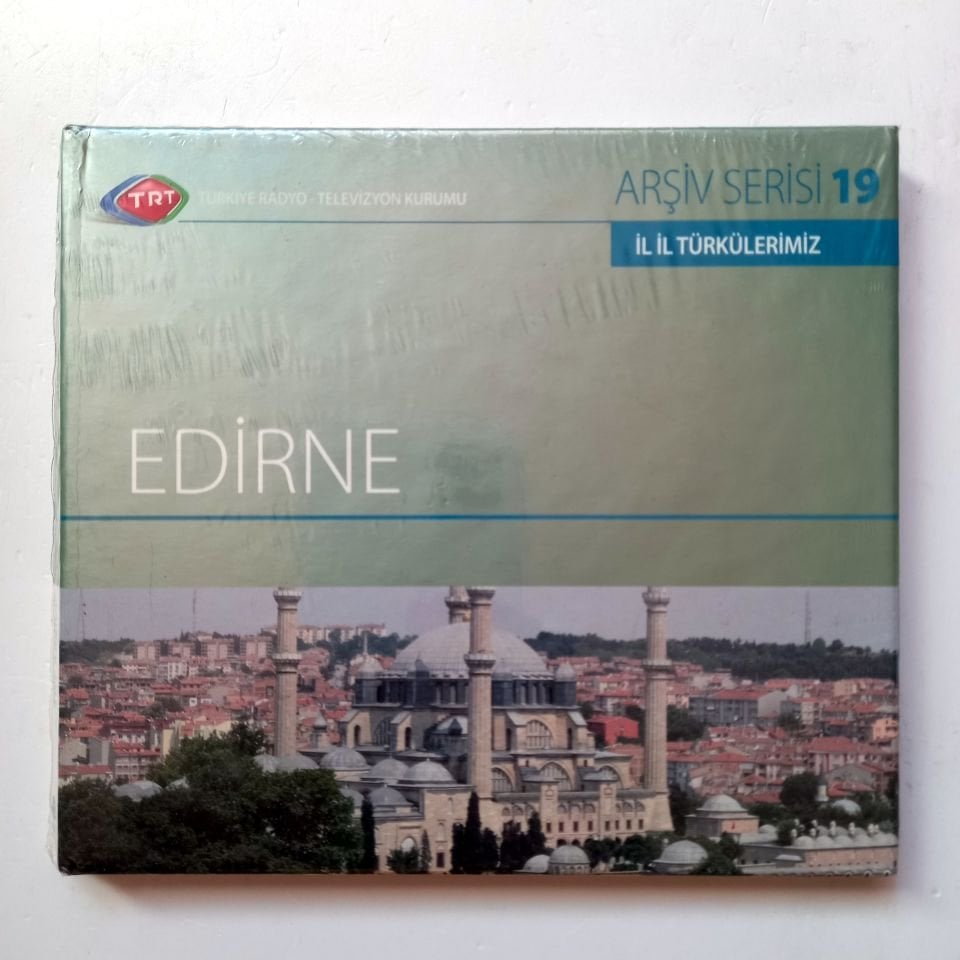 TRT
TÜRKİYE RADYO - TELEVİZYON KURUMU
ARŞİV SERİSİ 19
İL İL TÜRKÜLERİMİZ
EDİRNE